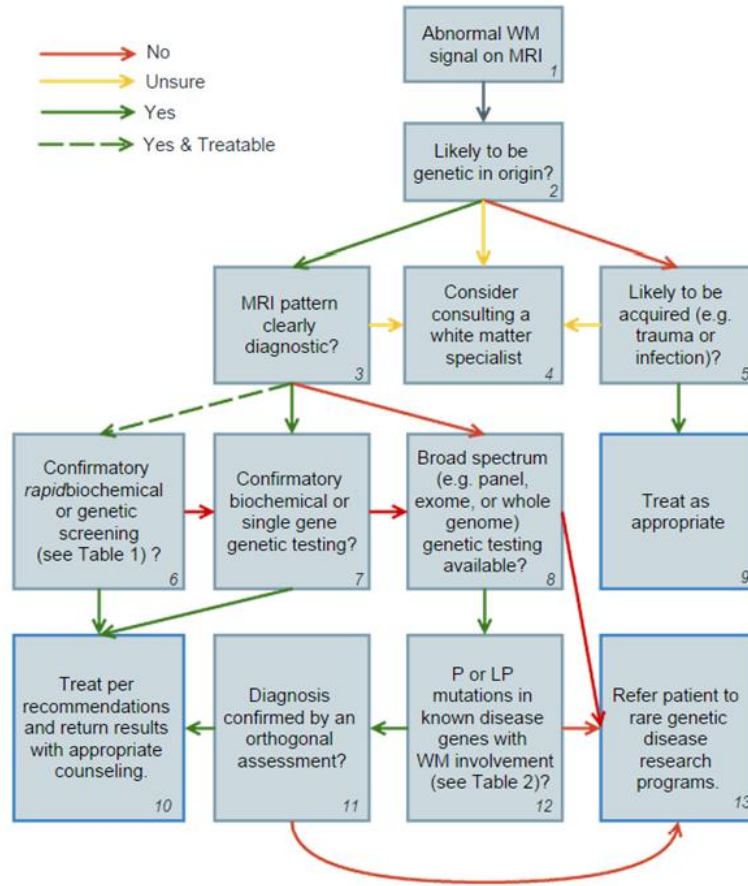 No
Unsure
Yes
Yes & Treatable
Abnormal WM
signal on MRI
1
Likely to be
genetic in origin?
2
MRI pattern
clearly
diagnostic?
3
Consider
consulting a
white matter
specialist
4
Likely to be
acquired (e.g.
trauma or
infection)?
5
Confirmatory
rapidbiochemical
or genetic
screening
(see Table 1) ?
6
Confirmatory
biochemical or
single gene
genetic testing?
7
Broad spectrum
(e.g. panel,
exome, or whole
genome)
genetic testing
available?
8
Treat as
appropriate
9
Treat per
recommendations
and return results
with appropriate
counseling.
10
Diagnosis
confirmed by an
orthogonal
assessment?
11
P or LP
mutations in
known disease
genes with
WM involvement
(see Table 2)?
12
Refer patient to
rare genetic
disease
research
programs.
13